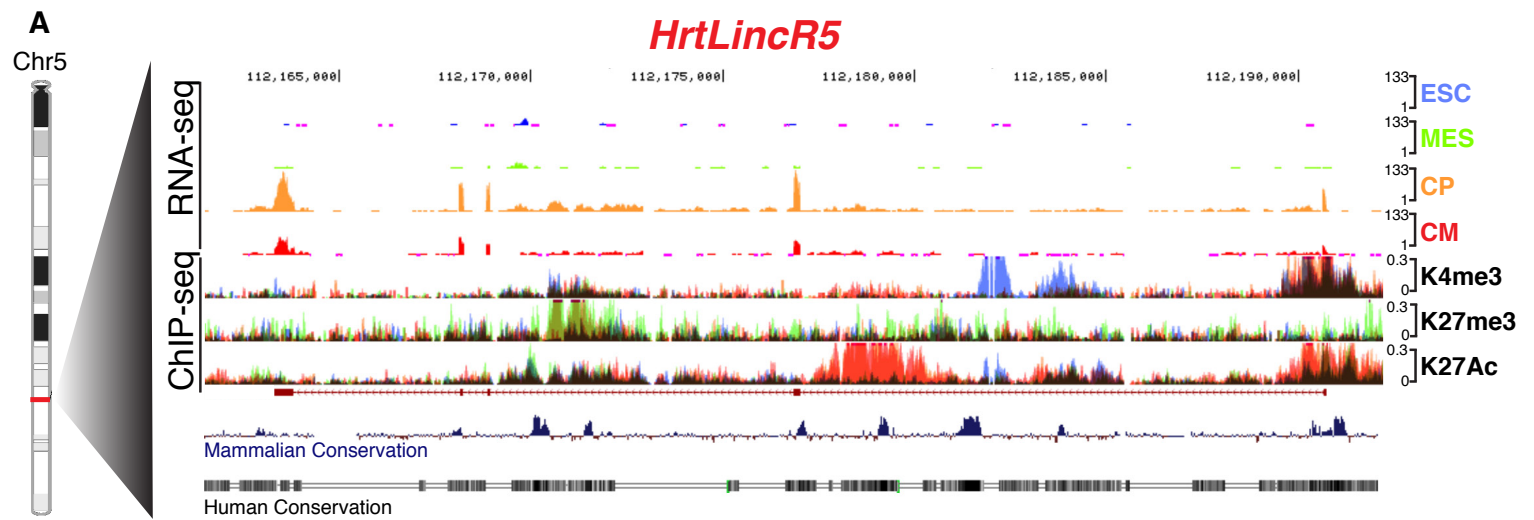 A
HrtLincR5
Chr5
112,165,000| 112,170,000| 112,175,000| 112,180,000| 112,185,000| 112,190,000|
RNA-seq
133
1
ESC
133
1
MES
133
1
CP
133
1
CM
ChIP-seq
0.3
0
K4me3
0.3
0
K27me3
0.3
0
K27Ac
Mammalian Conservation
Human Conservation